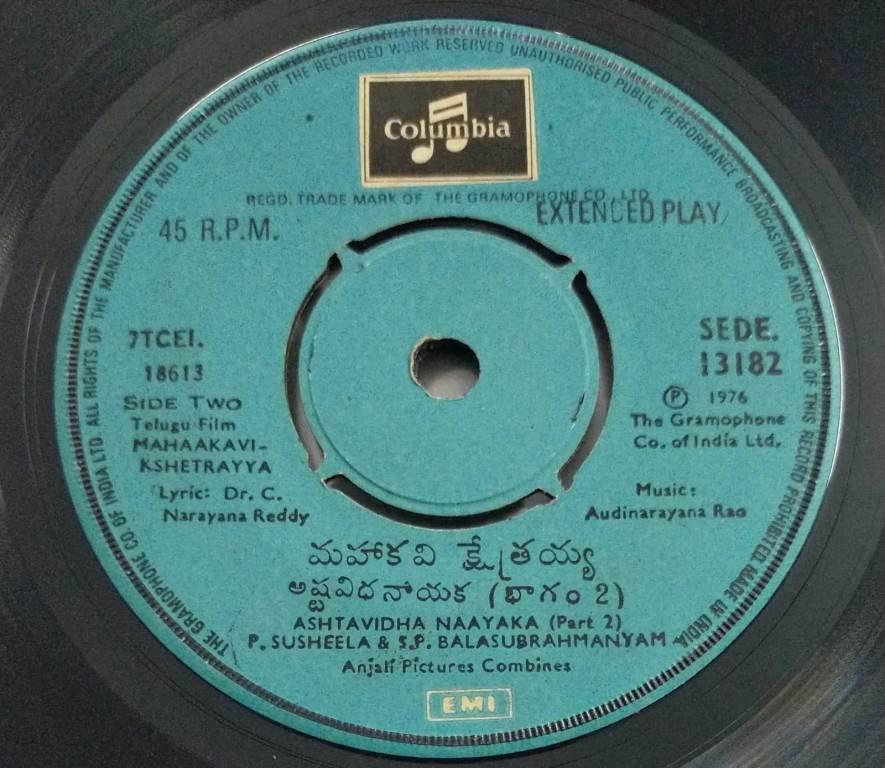 THE GRAMOPHONE CO. OF INDIA LTD. ALL RIGHTS OF THE MANUFACTURER AND OF THE OWNER OF THE RECORDED WORK RESERVED UNAUTHORISED PUBLIC PERFORMANCE BROADCASTING AND COPYING OF THIS RECORD PROHIBITED MADE IN INDIA
Columbia
REGD. TRADE MARK OF THE GRAMOPHONE CO., LTD
45 R.P.M.
EXTENDED PLAY
7TCEI.
18613
SIDE TWO
Telugu Film
MAHAAKAVI-
KSHETRAYYA
Lyric: Dr. C.
Narayana Reddy
SEDE.
13182
Ⓟ 1976
The Gramophone
Co. of India Ltd.
Music:
Audinarayana Rao
మహాకవి క్షేత్రయ్య
అష్టవిధ నాయక (భాగం 2)
ASHTAVIDHA NAAYAKA (Part 2)
P. SUSHEELA & S.P. BALASUBRAHMANYAM
Anjali Pictures Combines
EMI